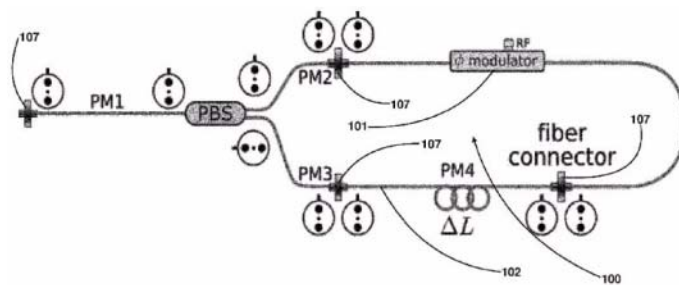 107
PM1
PBS
PM2
107
RF
ϕ modulator
101
107
PM3
PM4
ΔL
fiber
connector
107
102
100